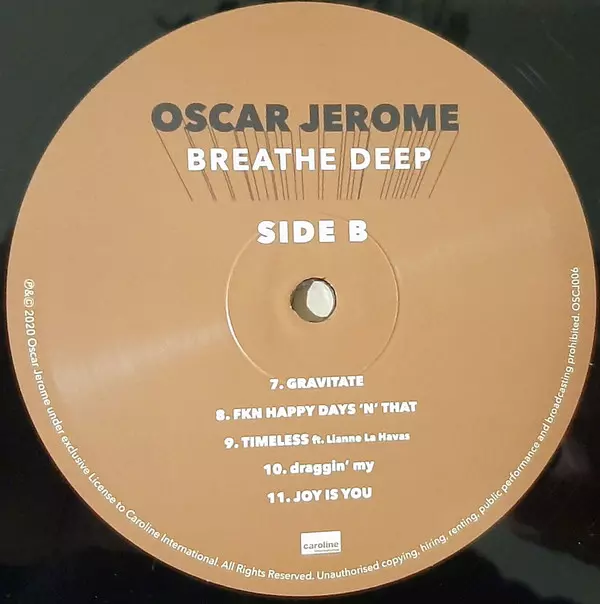 OSCAR JEROME
BREATHE DEEP
SIDE B
7. GRAVITATE
8. FKN HAPPY DAYS ‘N’ THAT
9. TIMELESS ft. Lianne La Havas
10. draggin’ my
11. JOY IS YOU
caroline
international
℗&© 2020 Oscar Jerome under exclusive License to Caroline International. All Rights Reserved. Unauthorised copying, hiring, renting, public performance and broadcasting prohibited. OSCJ006